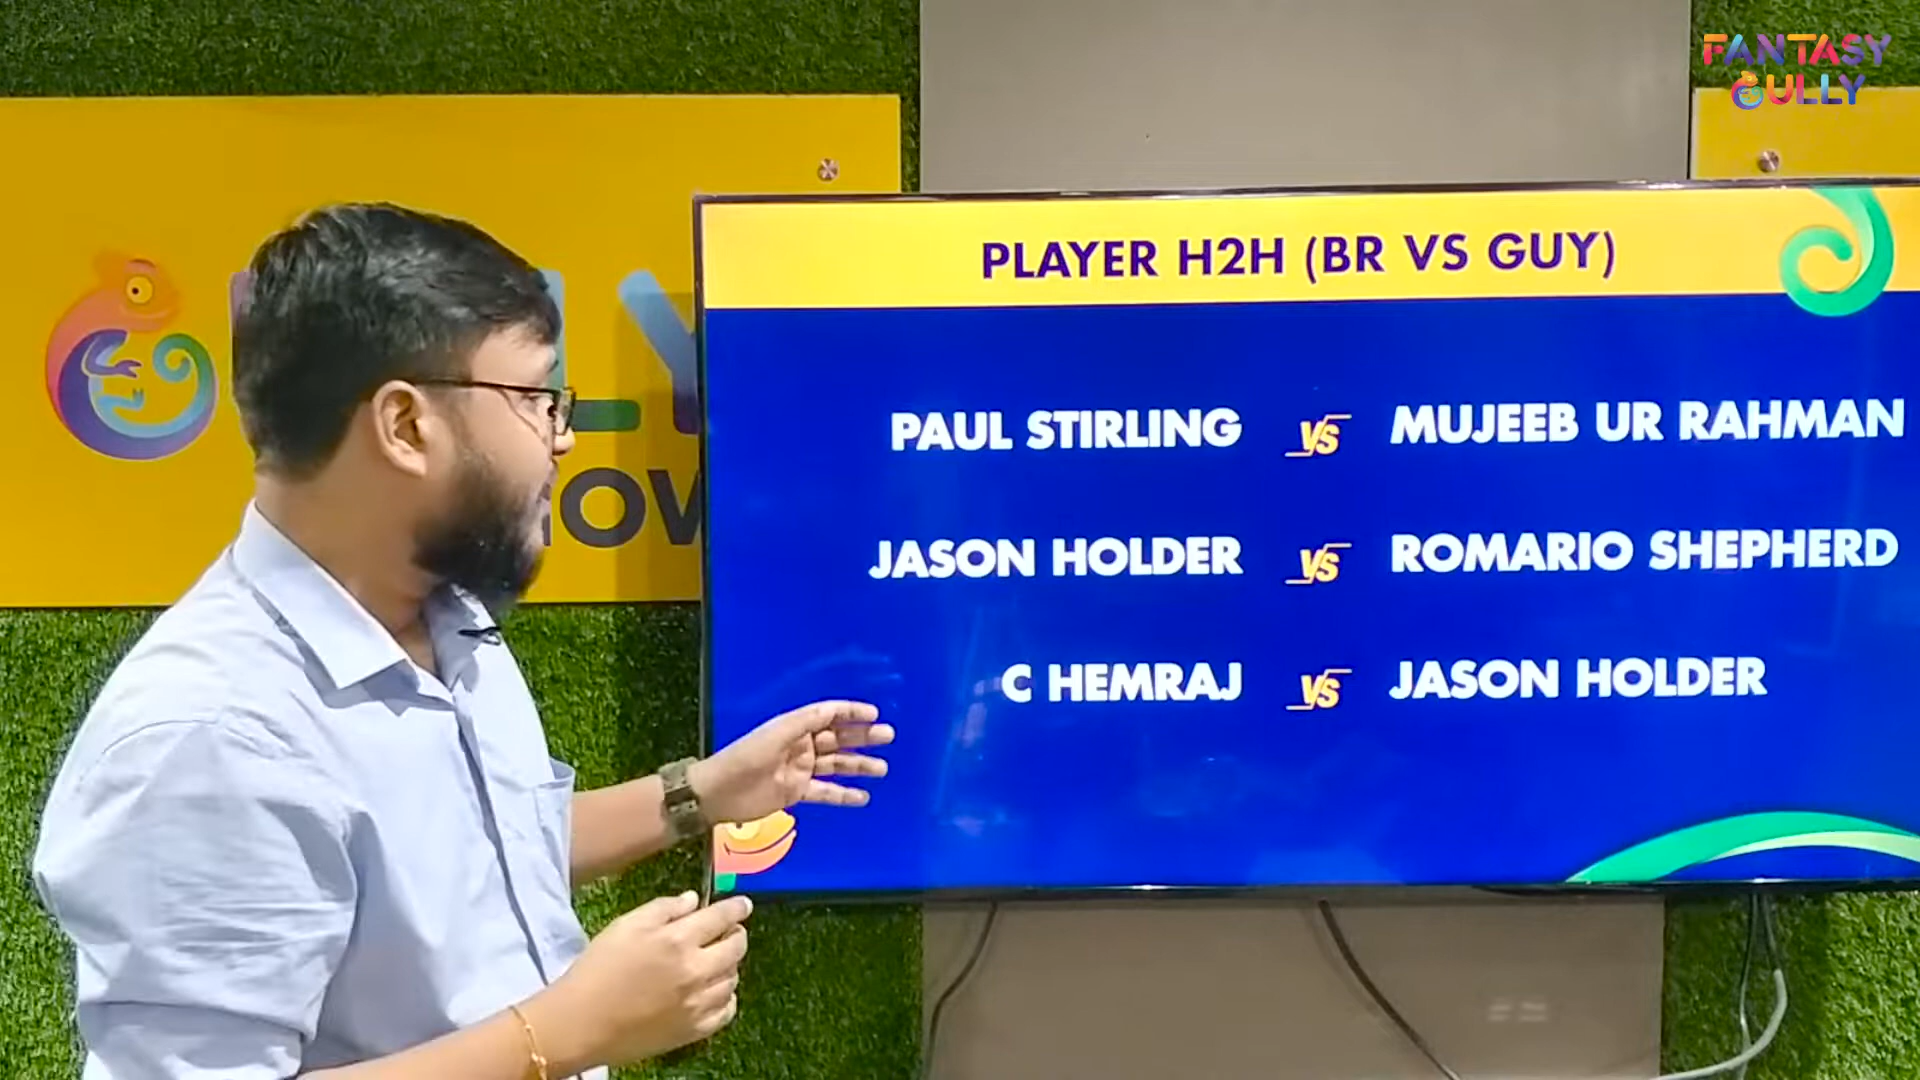 FANTASY
GULLY
PLAYER H2H (BR VS GUY)
PAUL STIRLING VS MUJEEB UR RAHMAN
JASON HOLDER VS ROMARIO SHEPHERD
C HEMRAJ VS JASON HOLDER